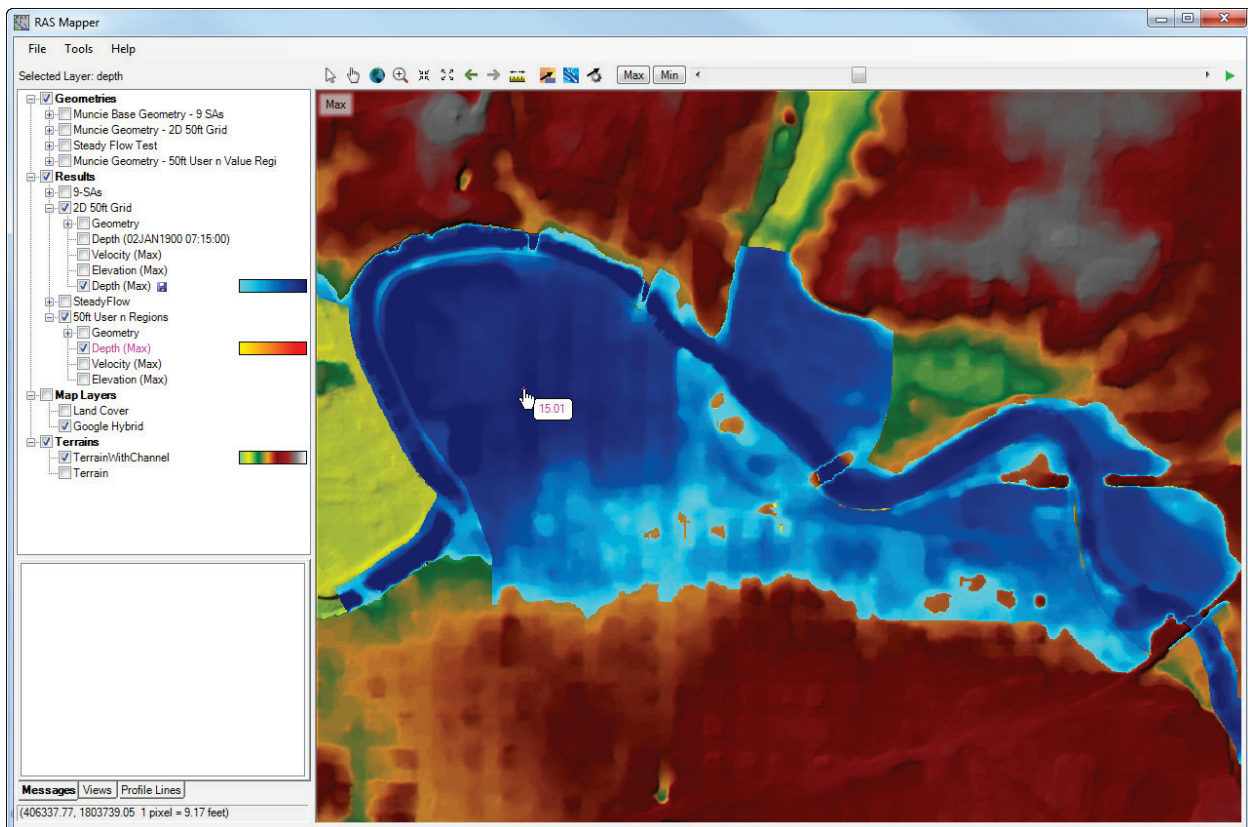 RAS Mapper
File Tools Help
Selected Layer: depth
Max Min
Geometries
Muncie Base Geometry - 9 SAs
Muncie Geometry - 2D 50ft Grid
Steady Flow Test
Muncie Geometry - 50ft User n Value Regi
Results
9-SAs
2D 50ft Grid
Geometry
Depth (02JAN1900 07:15:00)
Velocity (Max)
Elevation (Max)
Depth (Max)
SteadyFlow
50ft User n Regions
Geometry
Depth (Max)
Velocity (Max)
Elevation (Max)
Map Layers
Land Cover
Google Hybrid
Terrains
TerrainWithChannel
Terrain
Max
15.01
Messages Views Profile Lines
(406337.77, 1803739.05 1 pixel = 9.17 feet)